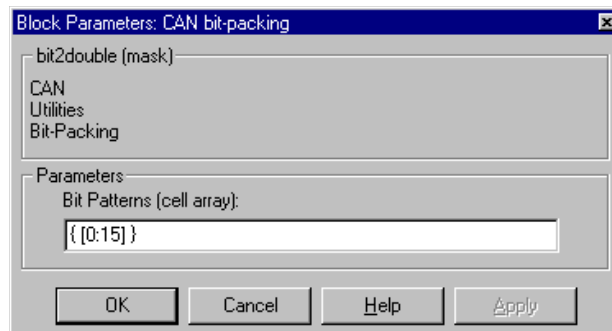 Block Parameters: CAN bit-packing
bit2double (mask)
CAN
Utilities
Bit-Packing
Parameters
Bit Patterns (cell array):
{ [0:15] }
OK Cancel Help Apply